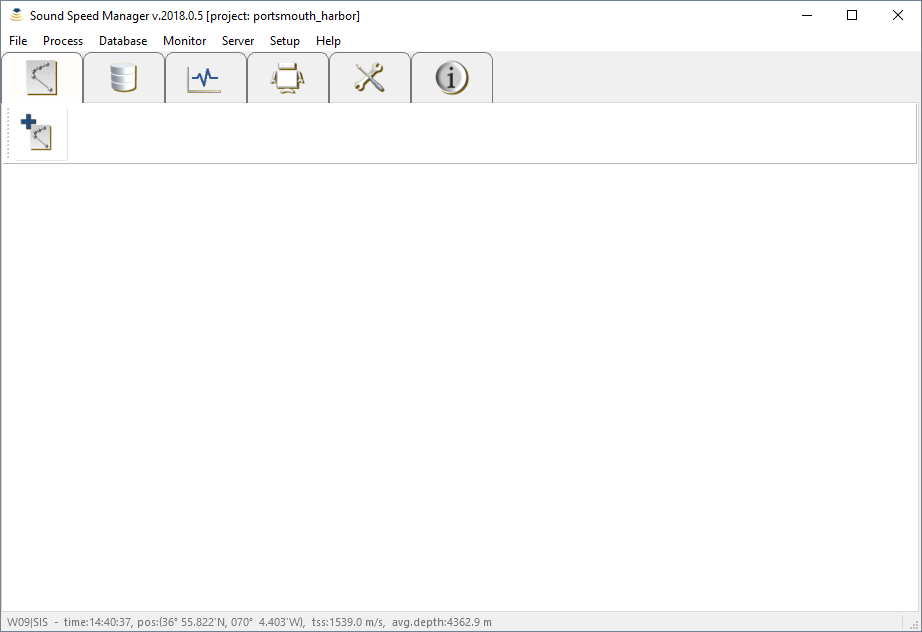 Sound Speed Manager v.2018.0.5 [project: portsmouth_harbor]
File Process Database Monitor Server Setup Help
i
W09|SIS - time:14:40:37, pos:(36° 55.822'N, 070° 4.403'W), tss:1539.0 m/s, avg.depth:4362.9 m